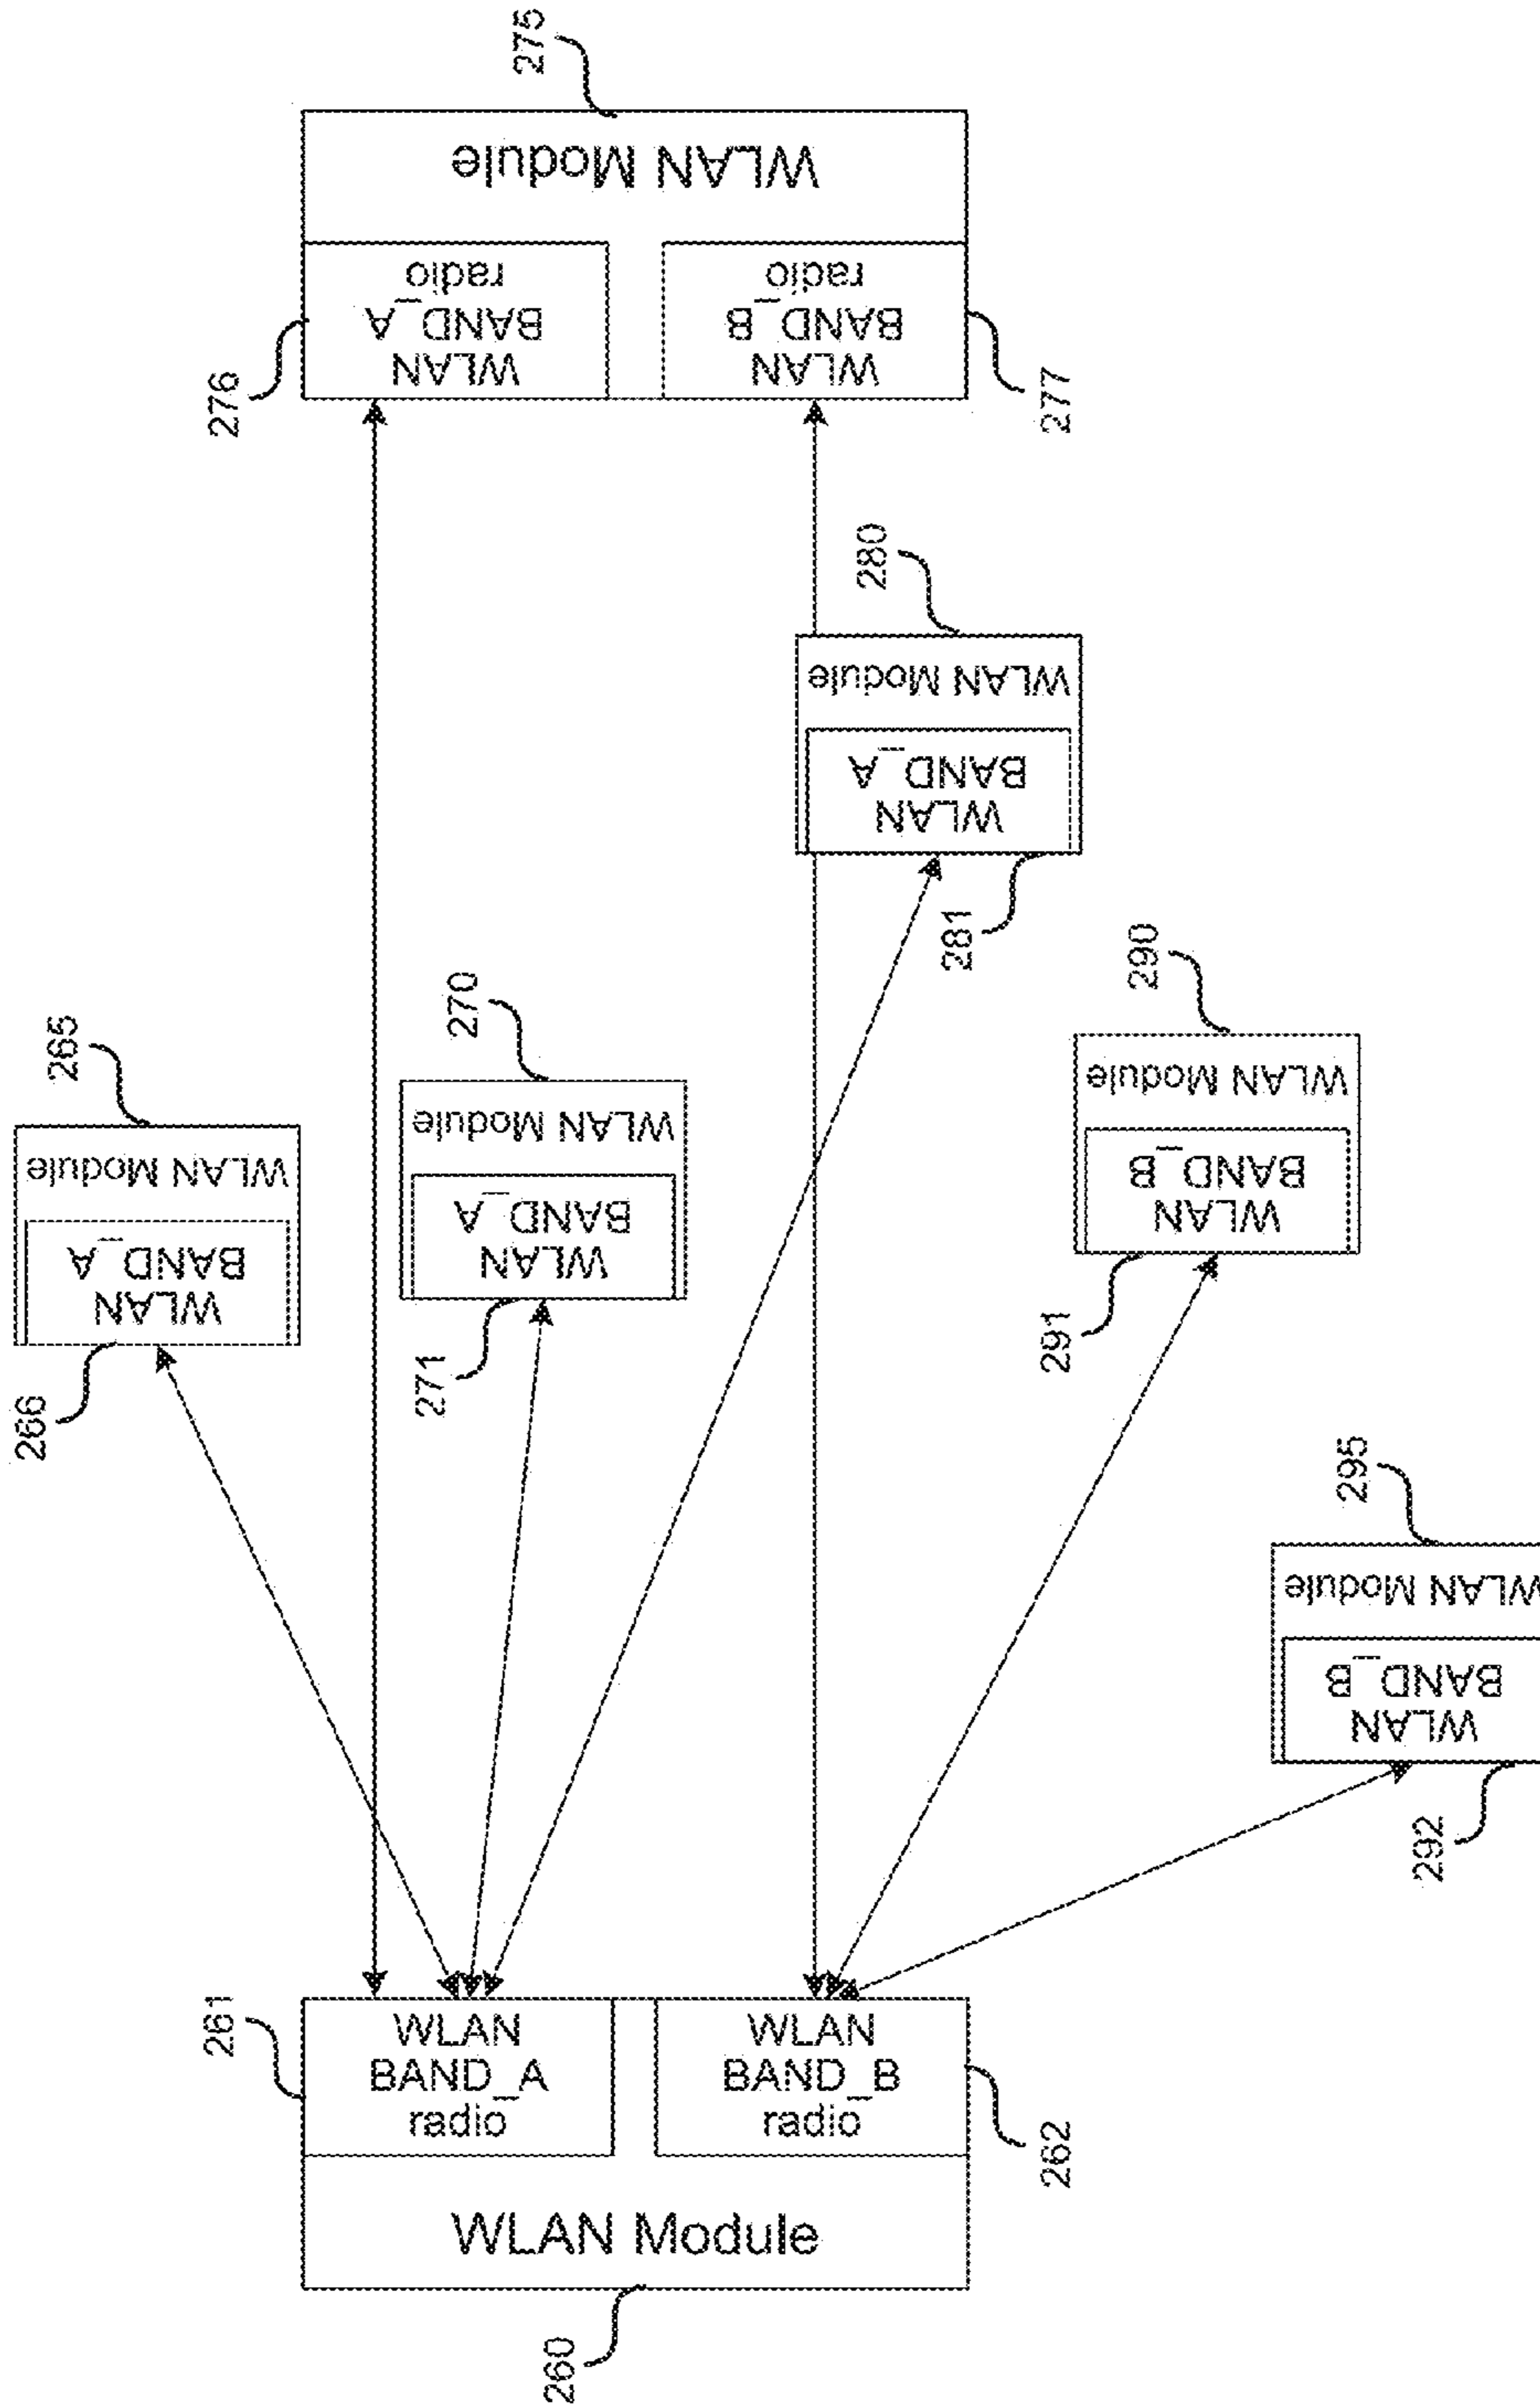 275
WLAN Module
276
WLAN
BAND_A
radio
WLAN
BAND_B
radio
277
280
WLAN Module
WLAN
BAND_A
281
265
WLAN Module
WLAN
BAND_A
266
270
WLAN Module
WLAN
BAND_A
271
290
WLAN Module
WLAN
BAND_B
291
295
WLAN Module
WLAN
BAND_B
292
261
WLAN
BAND_A
radio
WLAN
BAND_B
radio
262
WLAN Module
260